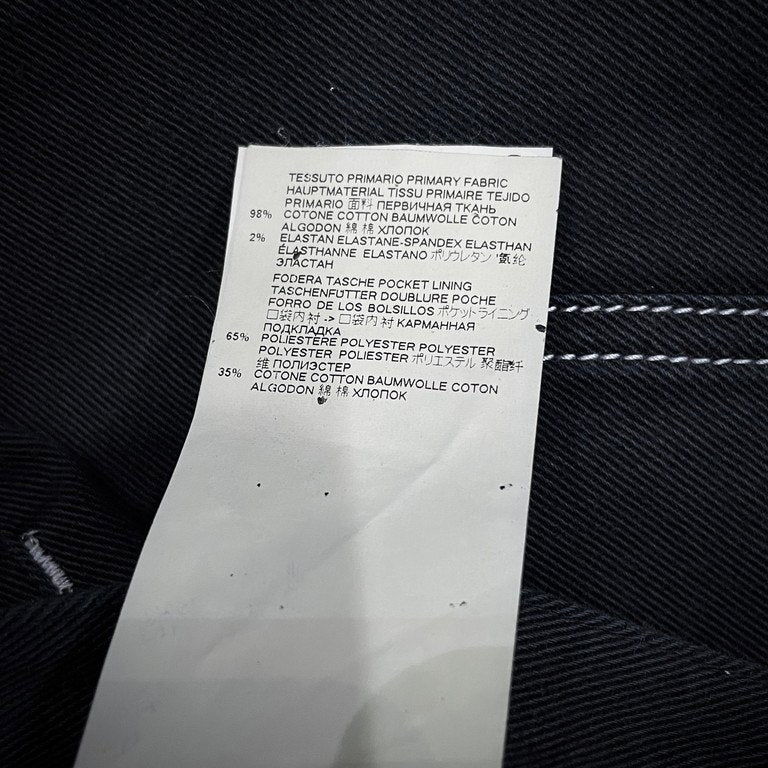 TESSUTO PRIMARIO PRIMARY FABRIC
HAUPTMATERIAL TISSU PRIMAIRE TEJIDO
PRIMARIO 面料 ПЕРВИЧНАЯ ТКАНЬ
98% COTONE COTTON BAUMWOLLE COTON
ALGODON 綿 棉 ХЛОПОК
2% ELASTAN ELASTANE-SPANDEX ELASTHAN
ÉLASTHANNE ELASTANO ポリウレタン 氨纶
ЭЛАСТАН
FODERA TASCHE POCKET LINING
TASCHENFUTTER DOUBLURE POCHE
FORRO DE LOS BOLSILLOS ポケットライニング
口袋内衬 -> 口袋内衬 КАРМАННАЯ
ПОДКЛАДКА
65% POLIESTERE POLYESTER POLYESTER
POLYESTER POLIESTER ポリエステル 聚酯纤
维 ПОЛИЭСТЕР
35% COTONE COTTON BAUMWOLLE COTON
ALGODON 綿 棉 ХЛОПОК